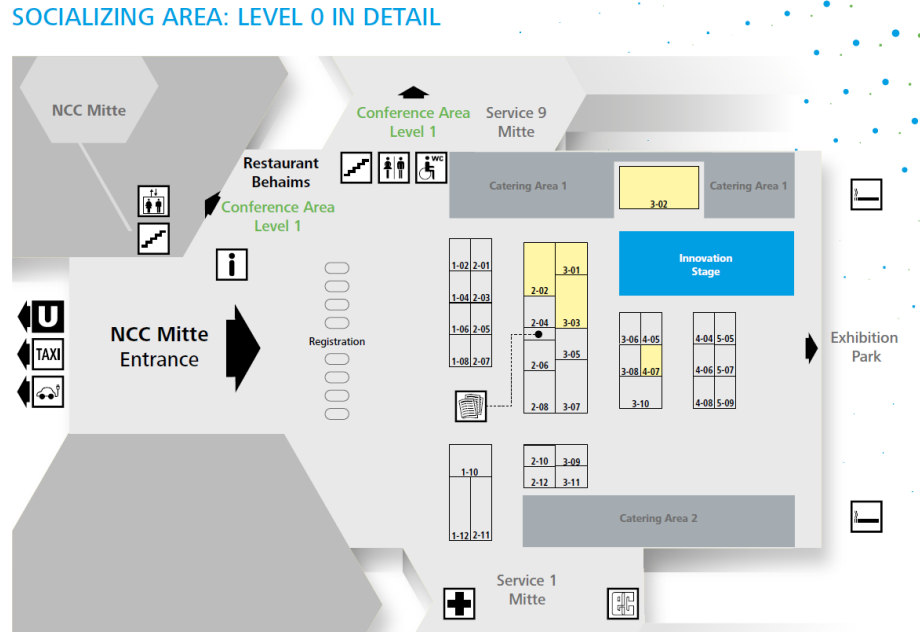 SOCIALIZING AREA: LEVEL 0 IN DETAIL
NCC Mitte
Conference Area
Level 1
Service 9
Mitte
Restaurant
Behaims
Conference Area
Level 1
WC
Catering Area 1
3-02
Catering Area 1
Innovation
Stage
1-02 2-01
1-04 2-03
1-06 2-05
1-08 2-07
3-01
2-02
2-04 3-03
3-05
2-06
2-08 3-07
3-06 4-05
3-08 4-07
3-10
4-04 5-05
4-06 5-07
4-08 5-09
i
U
TAXI
NCC Mitte
Entrance
Registration
Exhibition
Park
1-10
1-12 2-11
2-10 3-09
2-12 3-11
Catering Area 2
Service 1
Mitte